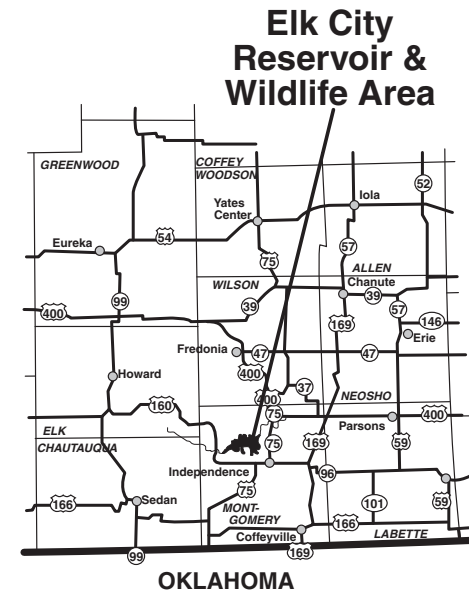 Elk City
Reservoir &
Wildlife Area
GREENWOOD
COFFEY
WOODSON
52
Yates
Center
Iola
Eureka
54
57
75
ALLEN
WILSON
Chanute
99
39
39
57
400
169
146
Erie
Fredonia
47
47
400
Howard
37
400
NEOSHO
160
75
400
Parsons
ELK
75
169
59
CHAUTAUQUA
Independence
96
75
59
166
Sedan
101
MONT-
GOMERY
166
Coffeyville
LABETTE
99
169
OKLAHOMA